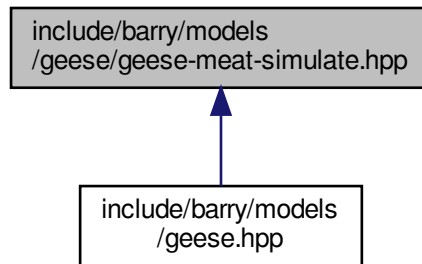 include/barry/models
/geese/geese-meat-simulate.hpp
include/barry/models
/geese.hpp